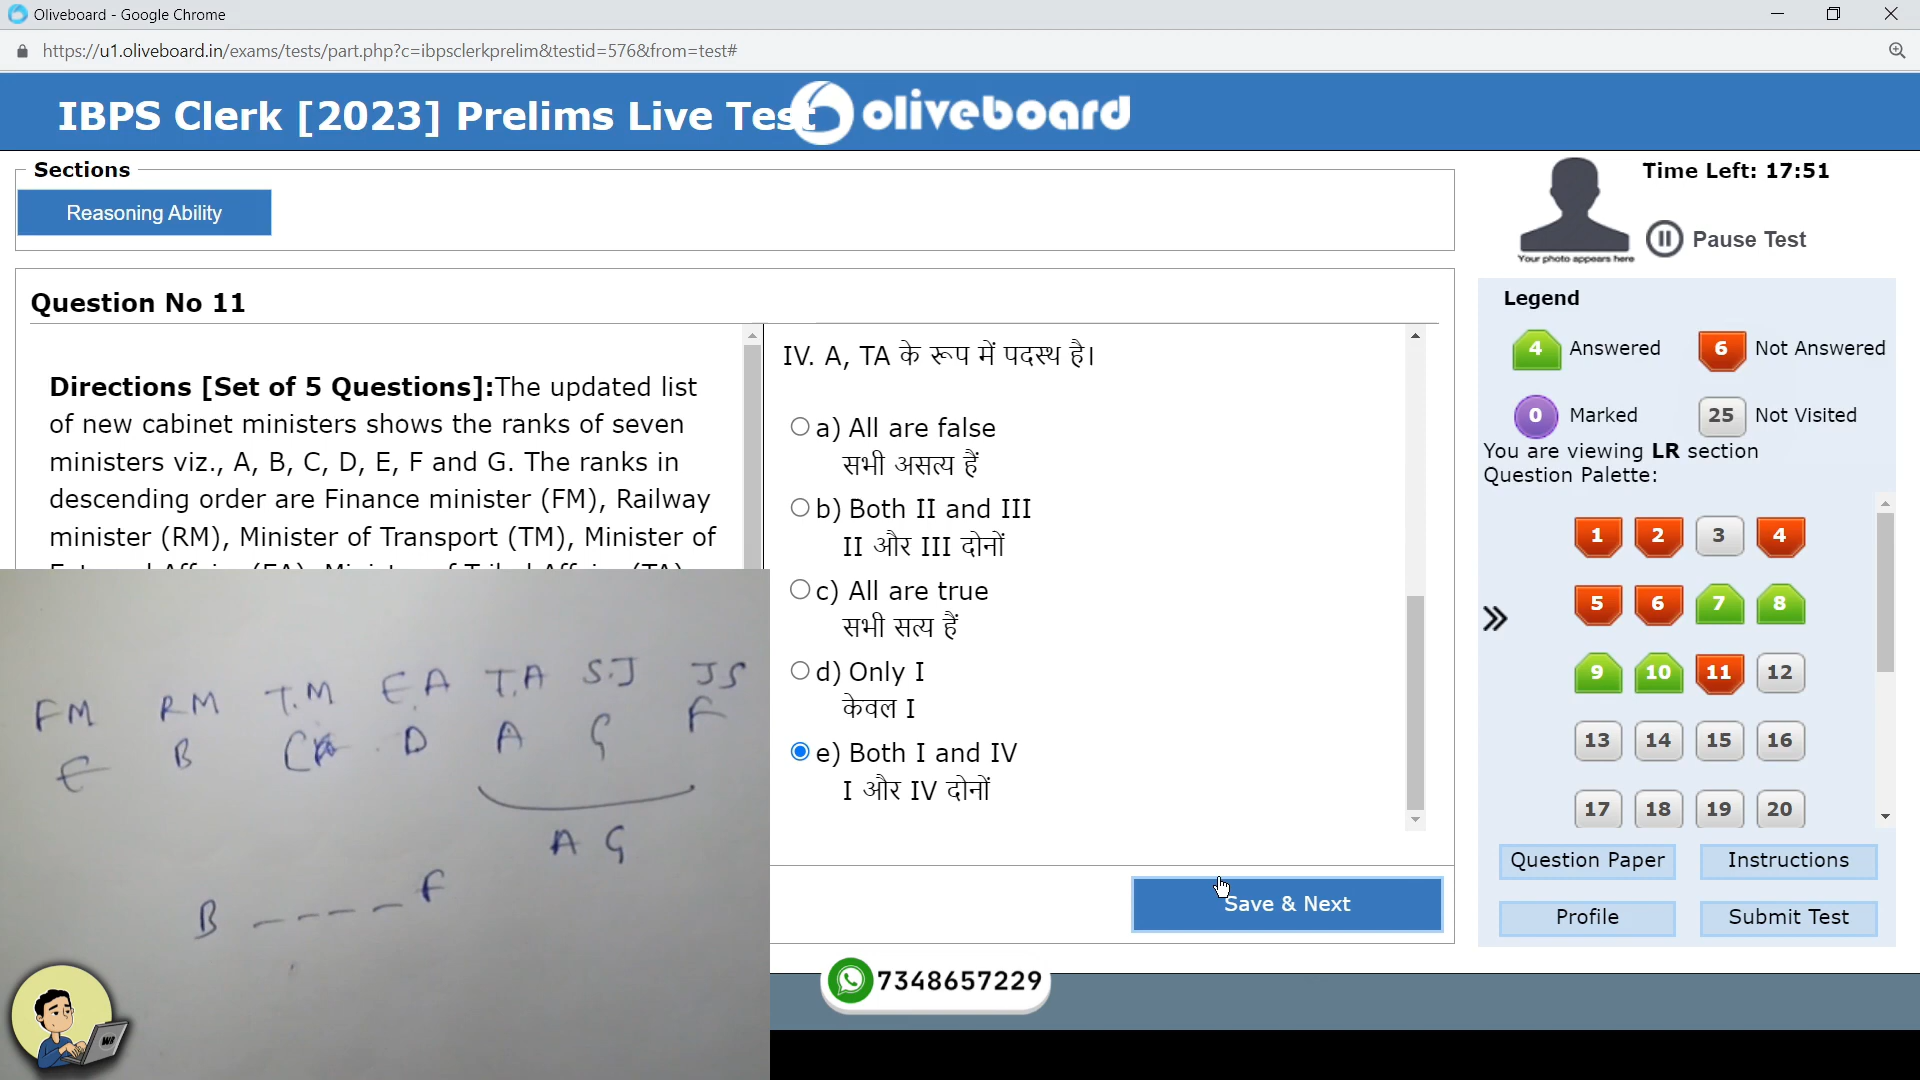 Oliveboard - Google Chrome
https://u1.oliveboard.in/exams/tests/part.php?c=ibpsclerkprelim&testid=576&from=test#
IBPS Clerk [2023] Prelims Live Test
oliveboard
Sections
Reasoning Ability
Time Left: 17:51
Pause Test
Your photo appears here
Question No 11
Directions [Set of 5 Questions]:The updated list
of new cabinet ministers shows the ranks of seven
ministers viz., A, B, C, D, E, F and G. The ranks in
descending order are Finance minister (FM), Railway
minister (RM), Minister of Transport (TM), Minister of
IV. A, TA के रूप में पदस्थ है।
a) All are false
सभी असत्य हैं
b) Both II and III
II और III दोनों
c) All are true
सभी सत्य हैं
d) Only I
केवल I
e) Both I and IV
I और IV दोनों
Save & Next
Legend
4 Answered
6 Not Answered
0 Marked
25 Not Visited
You are viewing LR section
Question Palette:
1 2 3 4
5 6 7 8
9 10 11 12
13 14 15 16
17 18 19 20
Question Paper
Instructions
Profile
Submit Test
FM RM T.M E.A T.A S.J JS
E B C D A G F
A G
B _ _ _ _ F
7348657229